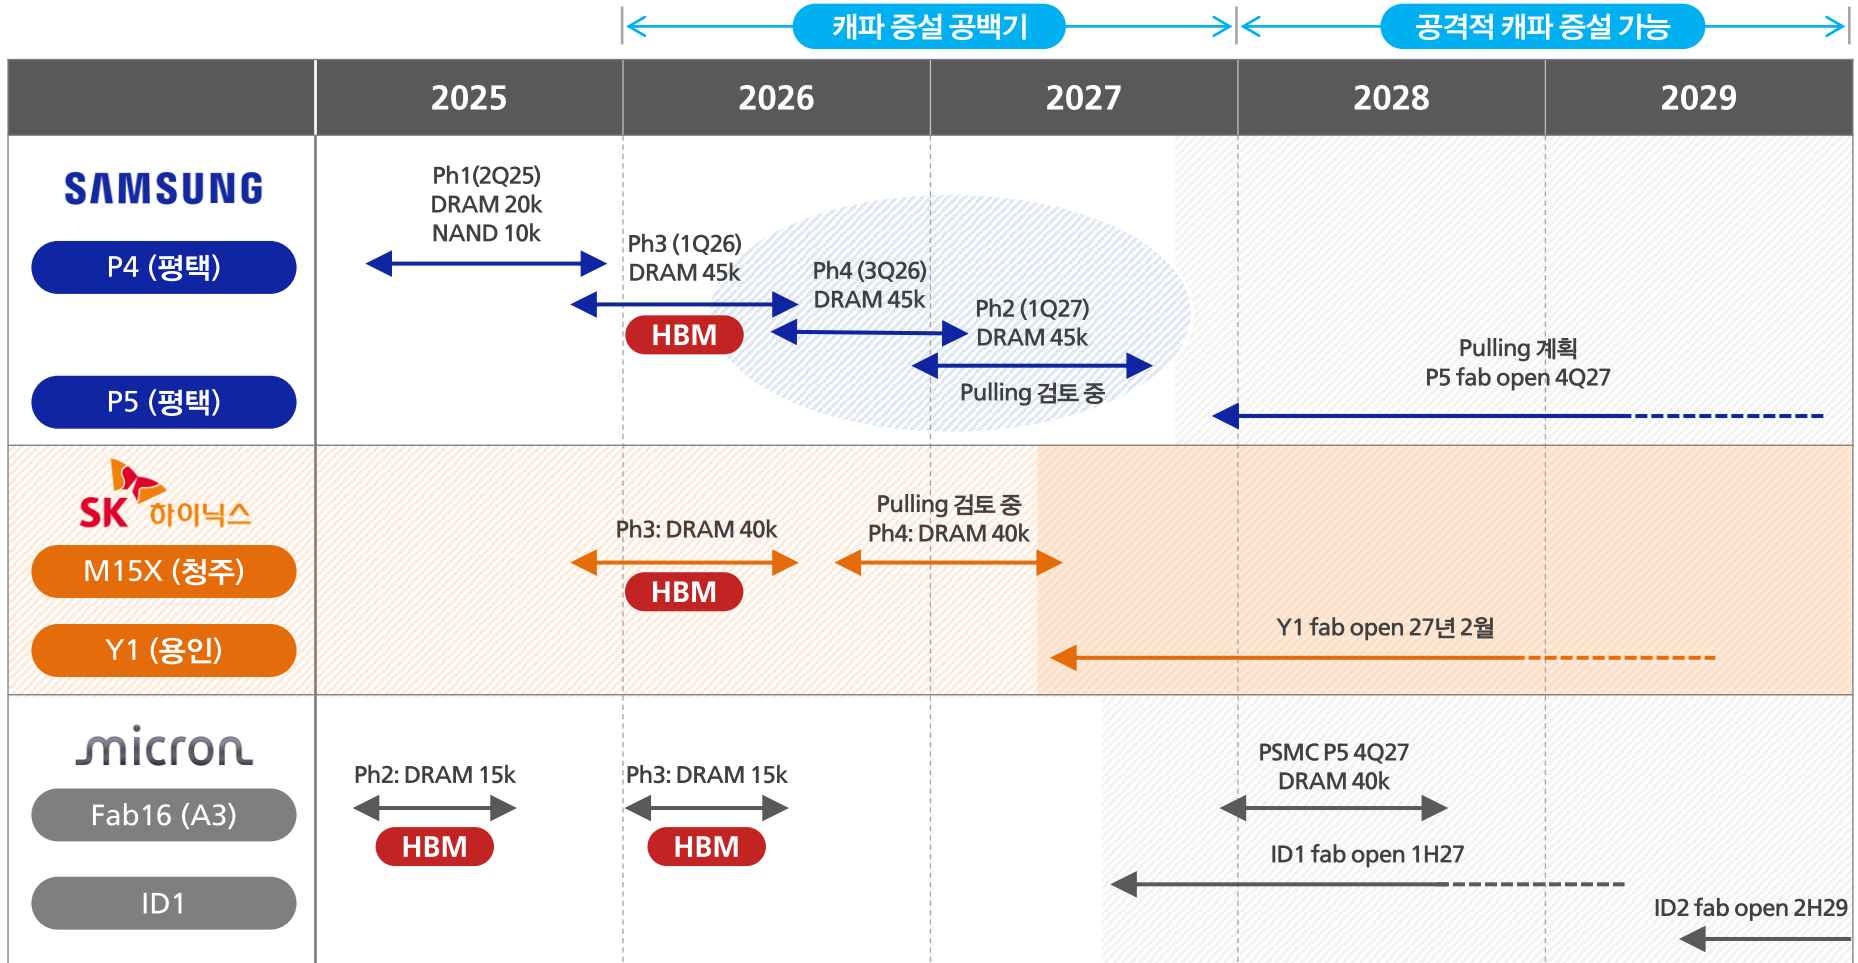 캐파 증설 공백기
공격적 캐파 증설 가능
2025
2026
2027
2028
2029
SAMSUNG
P4 (평택)
P5 (평택)
Ph1(2Q25)
DRAM 20k
NAND 10k
Ph3 (1Q26)
DRAM 45k
HBM
Ph4 (3Q26)
DRAM 45k
Ph2 (1Q27)
DRAM 45k
Pulling 검토 중
Pulling 계획
P5 fab open 4Q27
SK 하이닉스
M15X (청주)
Y1 (용인)
Ph3: DRAM 40k
HBM
Pulling 검토 중
Ph4: DRAM 40k
Y1 fab open 27년 2월
micron
Fab16 (A3)
ID1
Ph2: DRAM 15k
HBM
Ph3: DRAM 15k
HBM
PSMC P5 4Q27
DRAM 40k
ID1 fab open 1H27
ID2 fab open 2H29